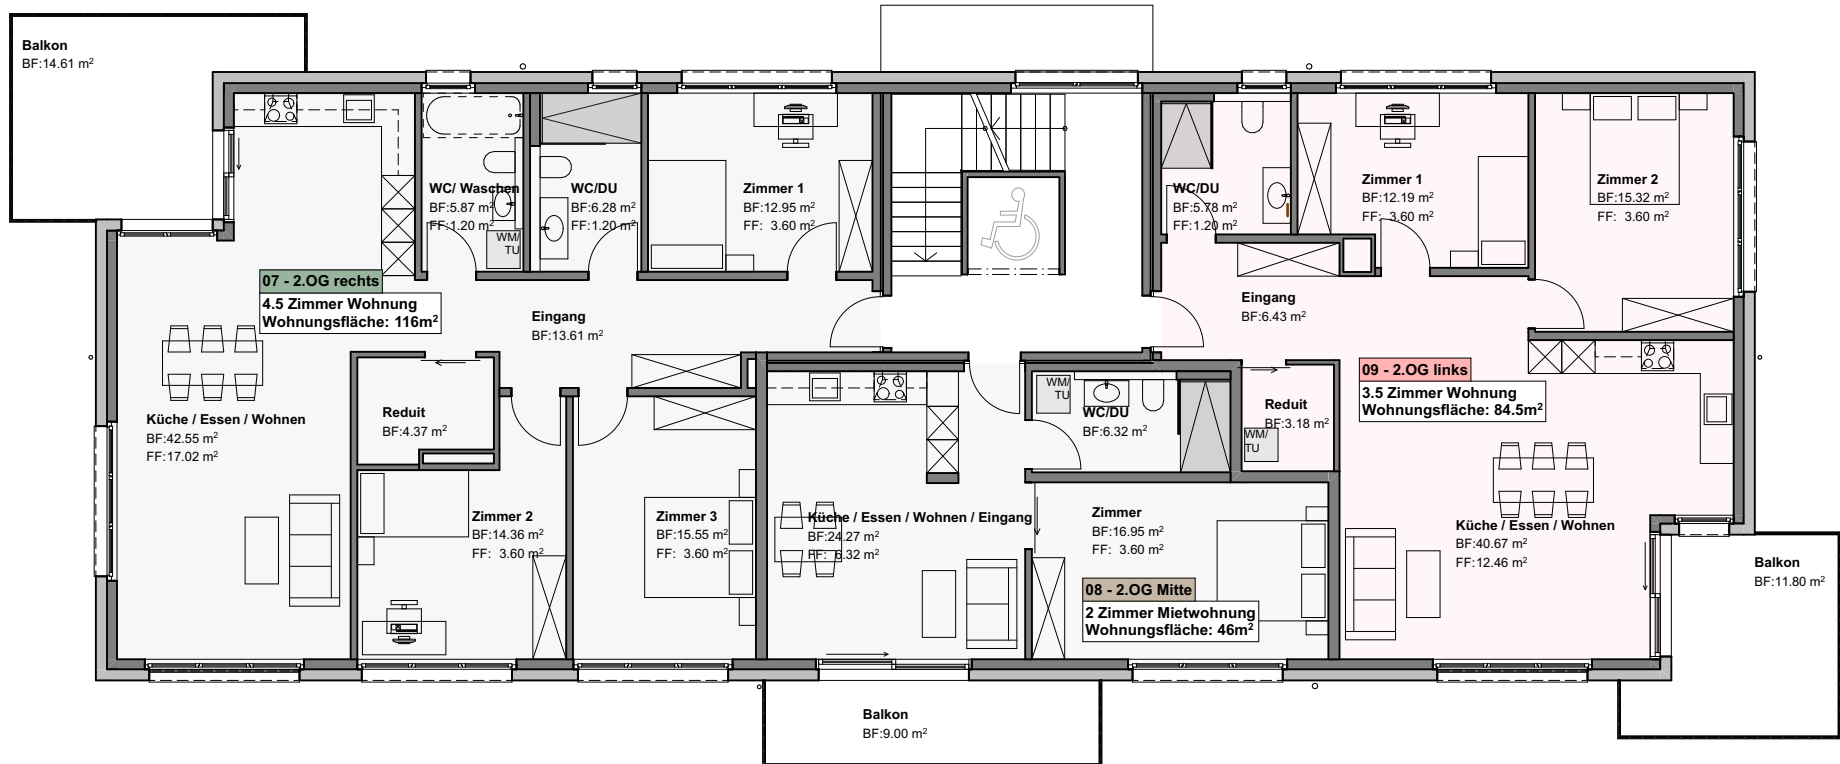 Balkon
BF:14.61 m²
WC/ Waschen
BF:5.87 m²
FF:1.20 m²
WM/
TU
WC/DU
BF:6.28 m²
FF:1.20 m²
Zimmer 1
BF:12.95 m²
FF: 3.60 m²
WC/DU
BF:5.78 m²
FF:1.20 m²
Zimmer 1
BF:12.19 m²
FF: 3.60 m²
Zimmer 2
BF:15.32 m²
FF: 3.60 m²
07 - 2.OG rechts
4.5 Zimmer Wohnung
Wohnungsfläche: 116m²
Eingang
BF:13.61 m²
Eingang
BF:6.43 m²
Küche / Essen / Wohnen
BF:42.55 m²
FF:17.02 m²
Reduit
BF:4.37 m²
WM/
TU
WC/DU
BF:6.32 m²
Reduit
BF:3.18 m²
WM/
TU
09 - 2.OG links
3.5 Zimmer Wohnung
Wohnungsfläche: 84.5m²
Zimmer 2
BF:14.36 m²
FF: 3.60 m²
Zimmer 3
BF:15.55 m²
FF: 3.60 m²
Küche / Essen / Wohnen / Eingang
BF:24.27 m²
FF: 6.32 m²
Zimmer
BF:16.95 m²
FF: 3.60 m²
08 - 2.OG Mitte
2 Zimmer Mietwohnung
Wohnungsfläche: 46m²
Küche / Essen / Wohnen
BF:40.67 m²
FF:12.46 m²
Balkon
BF:11.80 m²
Balkon
BF:9.00 m²